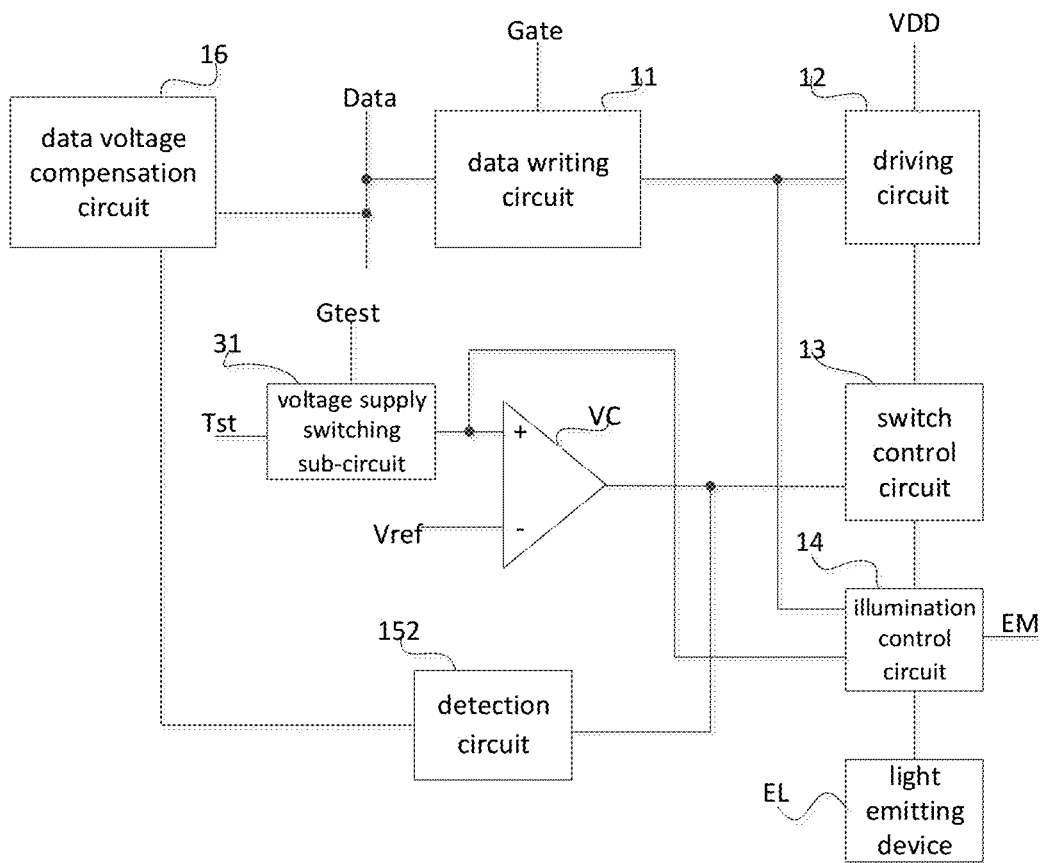 Gate
VDD
16
11
12
Data
data voltage
compensation
circuit
data writing
circuit
driving
circuit
Gtest
31
13
voltage supply
switching
sub-circuit
Tst
+
VC
switch
control
circuit
Vref
-
14
illumination
control
circuit
EM
152
detection
circuit
EL
light
emitting
device